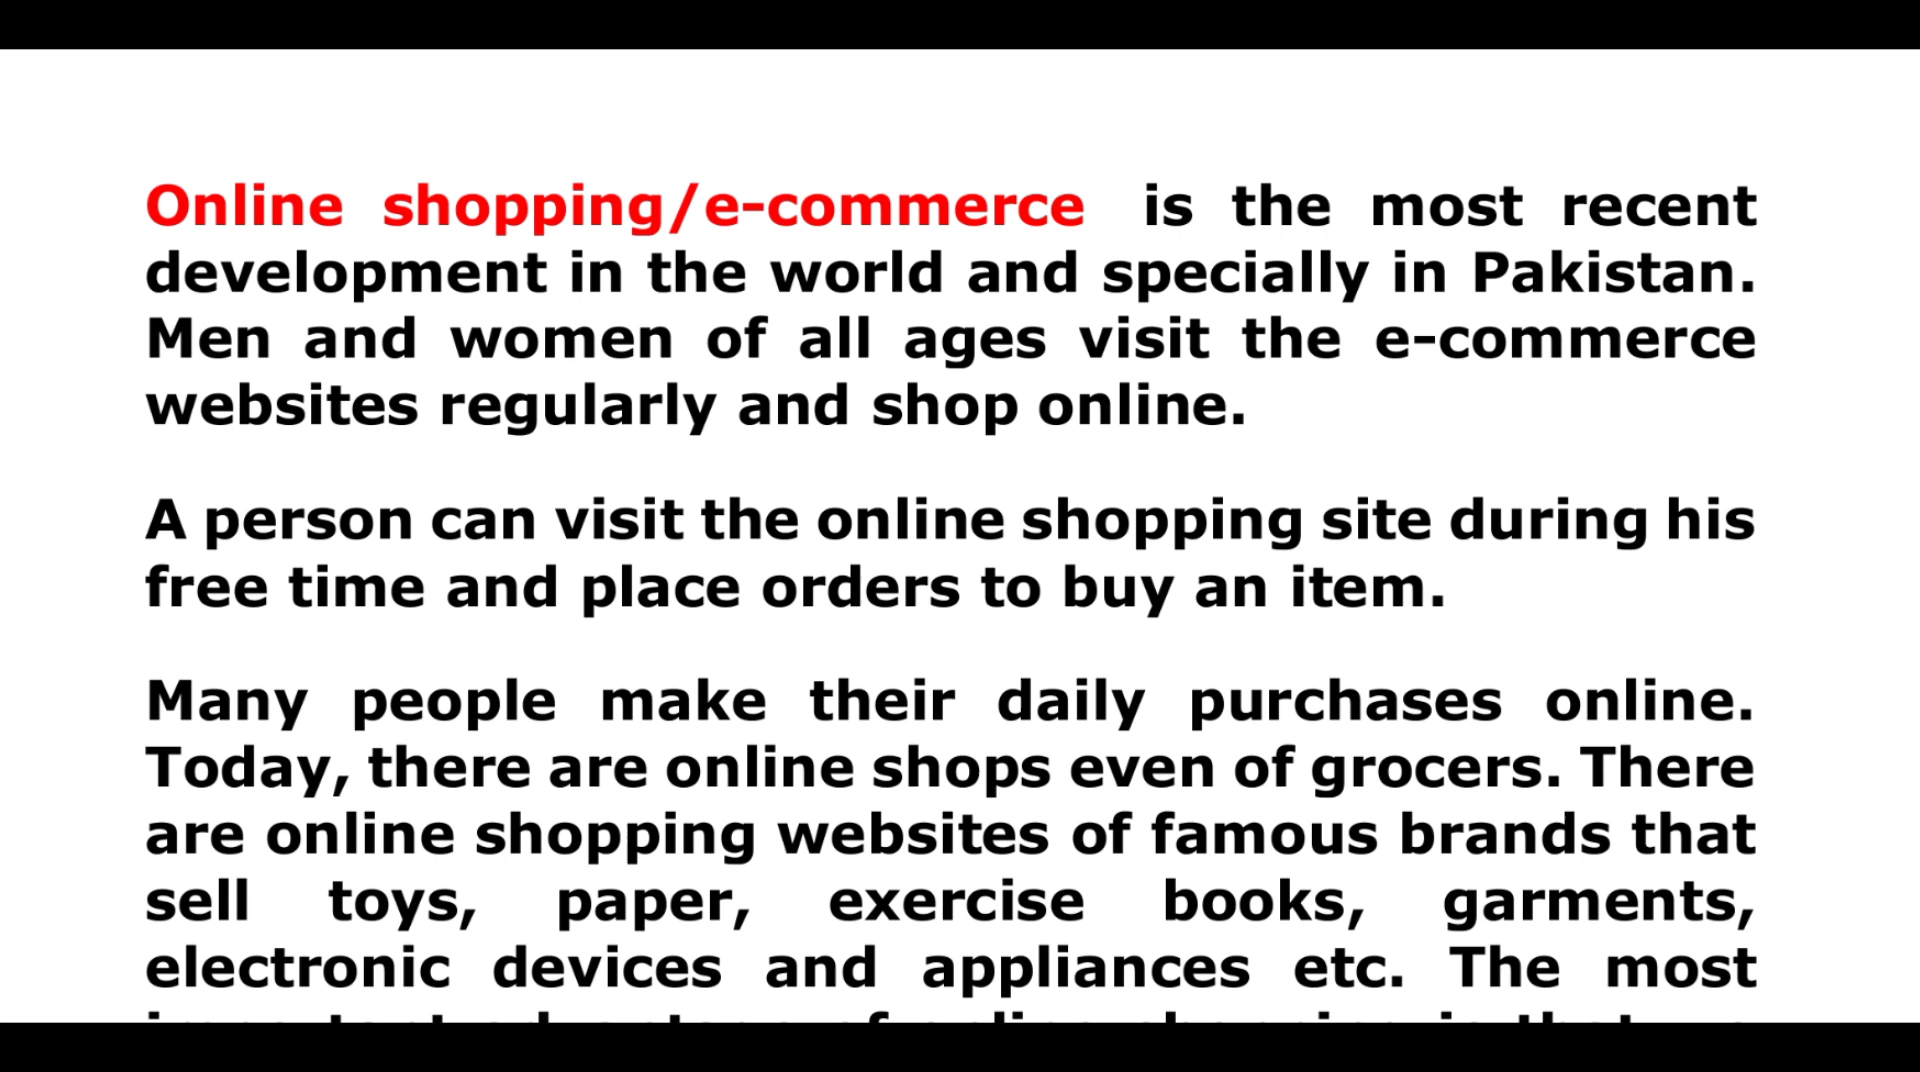 Online shopping/e-commerce is the most recent
development in the world and specially in Pakistan.
Men and women of all ages visit the e-commerce
websites regularly and shop online.
A person can visit the online shopping site during his
free time and place orders to buy an item.
Many people make their daily purchases online.
Today, there are online shops even of grocers. There
are online shopping websites of famous brands that
sell toys, paper, exercise books, garments,
electronic devices and appliances etc. The most